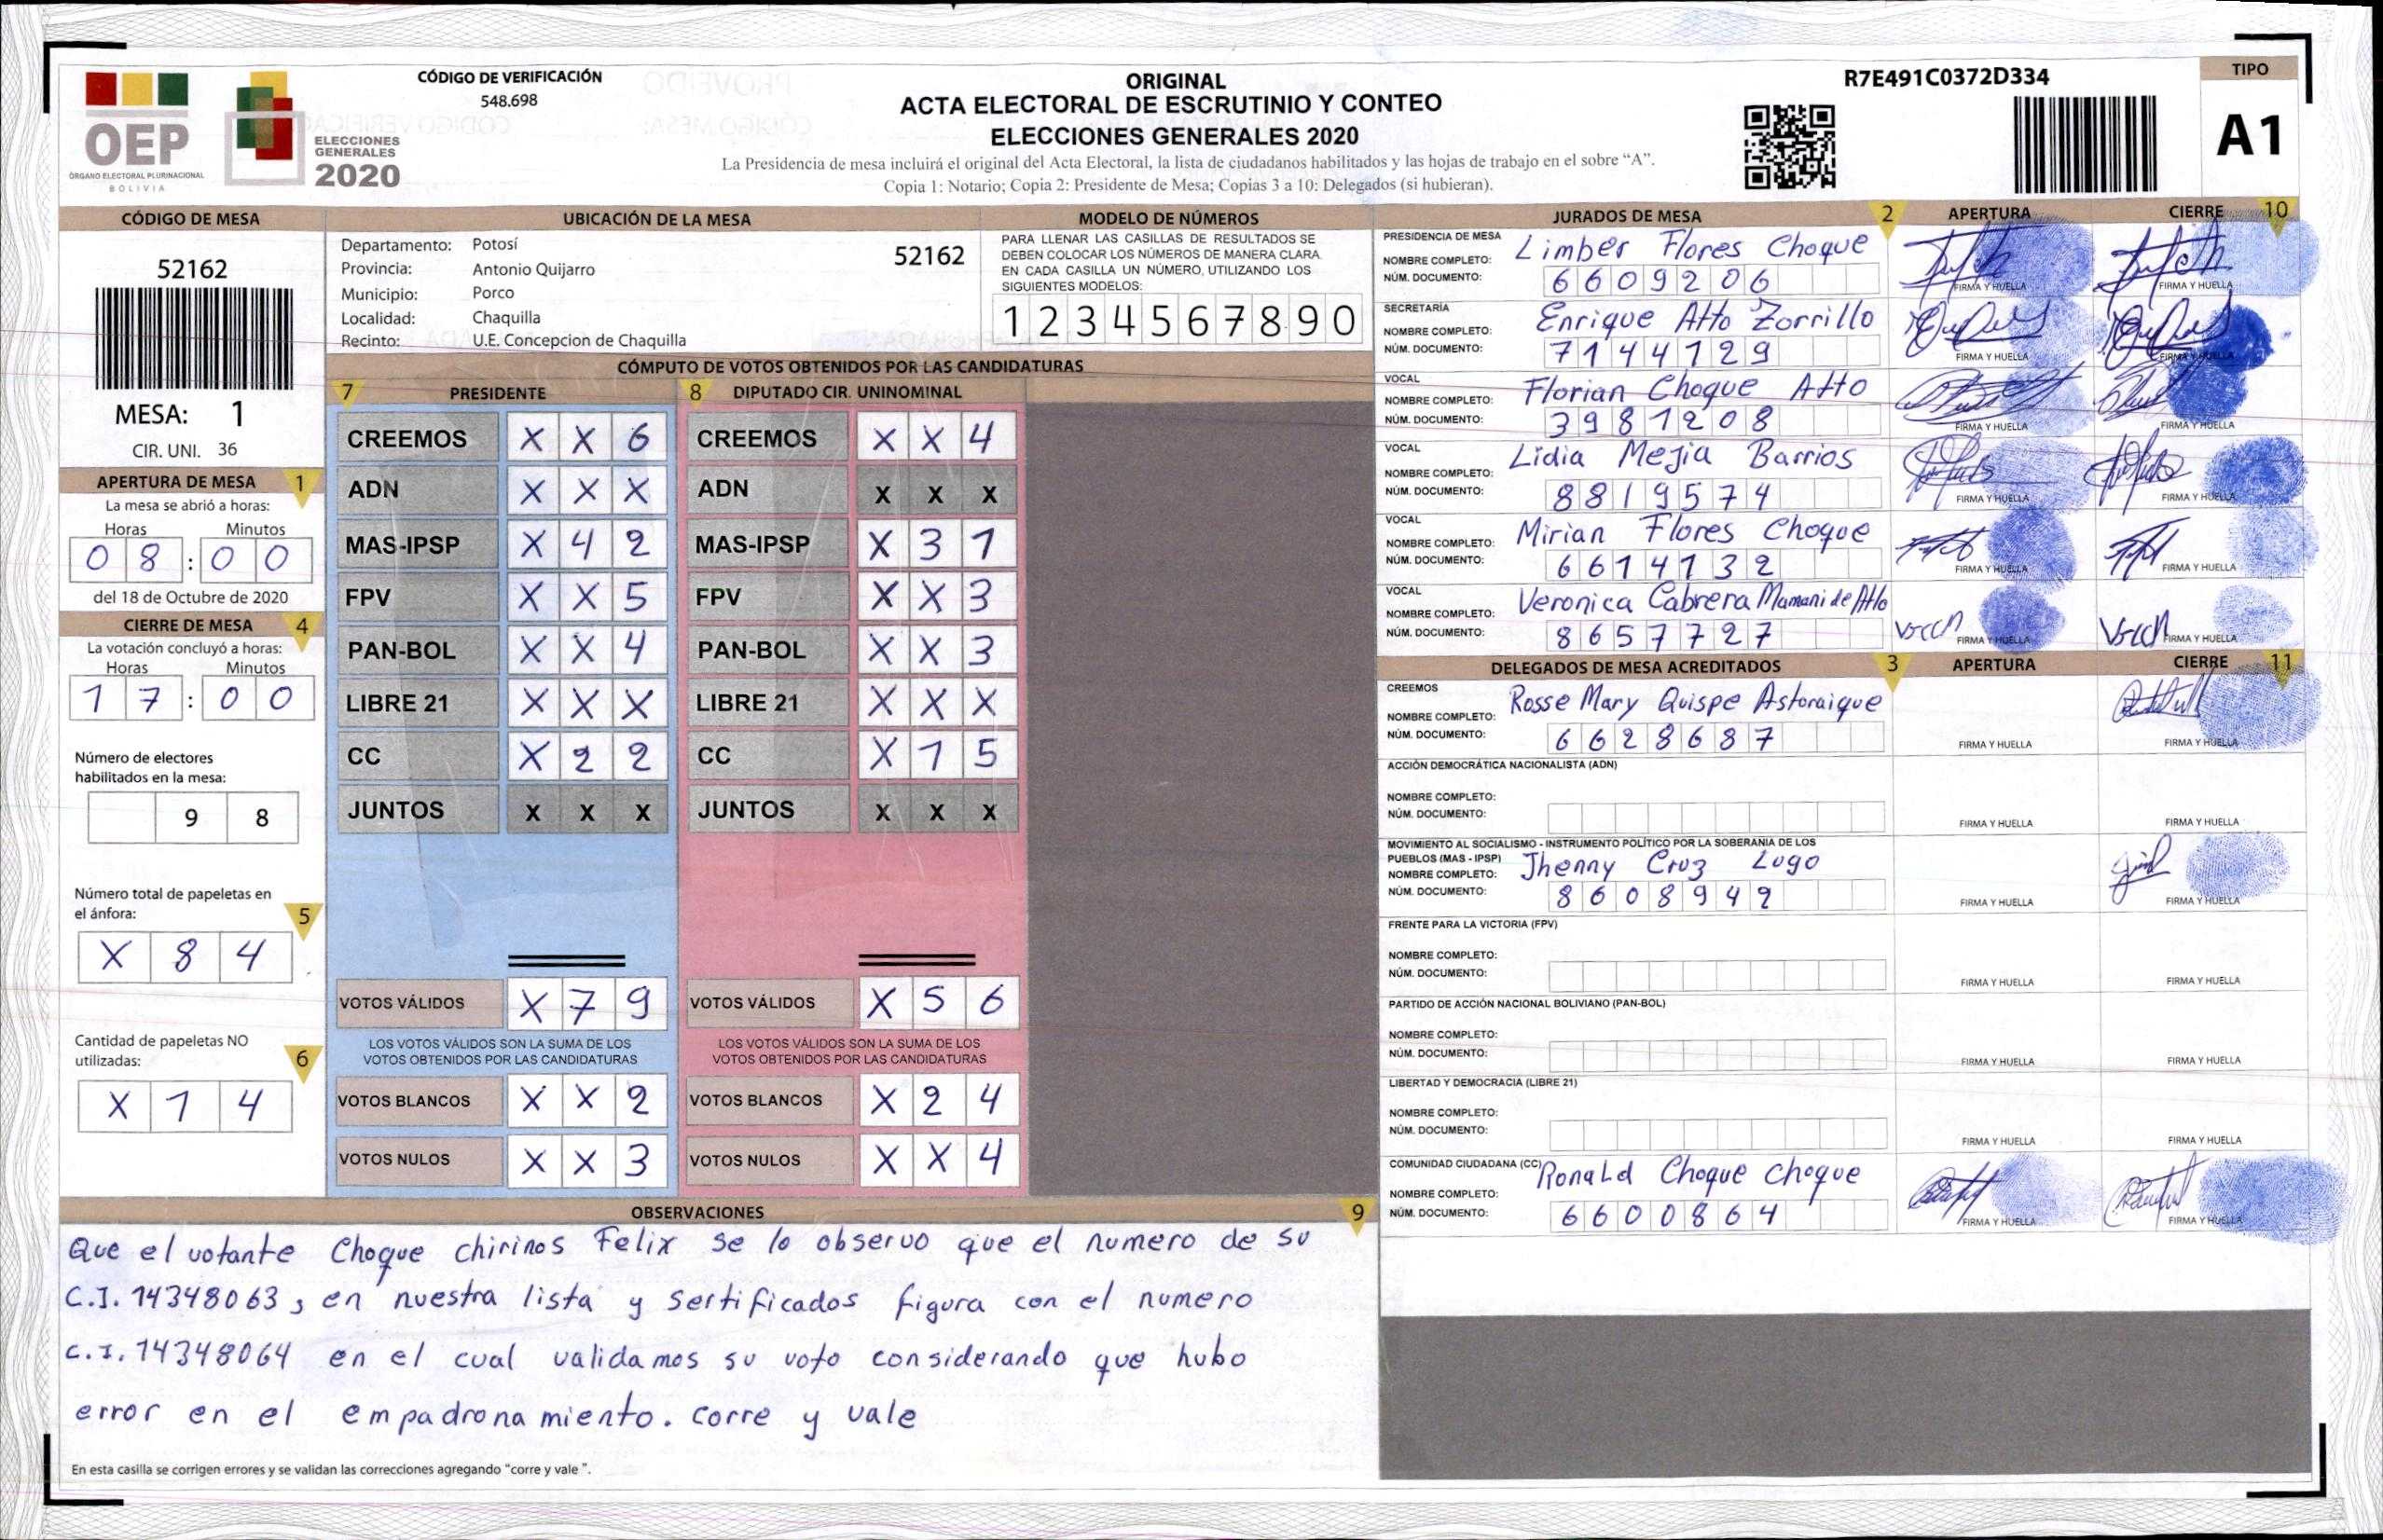 OEP
ÓRGANO ELECTORAL PLURINACIONAL
BOLIVIA
ELECCIONES
GENERALES
2020
CÓDIGO DE VERIFICACIÓN
548.698
ORIGINAL
ACTA ELECTORAL DE ESCRUTINIO Y CONTEO
ELECCIONES GENERALES 2020
La Presidencia de mesa incluirá el original del Acta Electoral, la lista de ciudadanos habilitados y las hojas de trabajo en el sobre “A”.
Copia 1: Notario; Copia 2: Presidente de Mesa; Copias 3 a 10: Delegados (si hubieran).
R7E491C0372D334
TIPO
A1
CÓDIGO DE MESA
52162
MESA: 1
CIR. UNI. 36
APERTURA DE MESA 1
La mesa se abrió a horas:
Horas Minutos
0 8 : 0 0
del 18 de Octubre de 2020
CIERRE DE MESA 4
La votación concluyó a horas:
Horas Minutos
1 7 : 0 0
Número de electores
habilitados en la mesa:
9 8
Número total de papeletas en
el ánfora: 5
X 8 4
Cantidad de papeletas NO
utilizadas: 6
X 1 4
UBICACIÓN DE LA MESA
Departamento: Potosí 52162
Provincia: Antonio Quijarro
Municipio: Porco
Localidad: Chaquilla
Recinto: U.E. Concepcion de Chaquilla
MODELO DE NÚMEROS
PARA LLENAR LAS CASILLAS DE RESULTADOS SE
DEBEN COLOCAR LOS NÚMEROS DE MANERA CLARA.
EN CADA CASILLA UN NÚMERO, UTILIZANDO LOS
SIGUIENTES MODELOS:
1 2 3 4 5 6 7 8 9 0
CÓMPUTO DE VOTOS OBTENIDOS POR LAS CANDIDATURAS
7 PRESIDENTE 8 DIPUTADO CIR. UNINOMINAL
CREEMOS X X 6 CREEMOS X X 4
ADN X X X ADN X X X
MAS-IPSP X 4 2 MAS-IPSP X 3 1
FPV X X 5 FPV X X 3
PAN-BOL X X 4 PAN-BOL X X 3
LIBRE 21 X X X LIBRE 21 X X X
CC X 2 2 CC X 1 5
JUNTOS X X X JUNTOS X X X
VOTOS VÁLIDOS X 7 9 VOTOS VÁLIDOS X 5 6
LOS VOTOS VÁLIDOS SON LA SUMA DE LOS LOS VOTOS VÁLIDOS SON LA SUMA DE LOS
VOTOS OBTENIDOS POR LAS CANDIDATURAS VOTOS OBTENIDOS POR LAS CANDIDATURAS
VOTOS BLANCOS X X 2 VOTOS BLANCOS X 2 4
VOTOS NULOS X X 3 VOTOS NULOS X X 4
JURADOS DE MESA 2 APERTURA CIERRE 10
PRESIDENCIA DE MESA
NOMBRE COMPLETO: Limber Flores Choque
NÚM. DOCUMENTO: 6609206 FIRMA Y HUELLA FIRMA Y HUELLA
SECRETARÍA
NOMBRE COMPLETO: Enrique Atto Zorrillo
NÚM. DOCUMENTO: 7144129 FIRMA Y HUELLA FIRMA Y HUELLA
VOCAL
NOMBRE COMPLETO: Florian Choque Atto
NÚM. DOCUMENTO: 3981208 FIRMA Y HUELLA FIRMA Y HUELLA
VOCAL
NOMBRE COMPLETO: Lidia Mejia Barrios
NÚM. DOCUMENTO: 8819574 FIRMA Y HUELLA FIRMA Y HUELLA
VOCAL
NOMBRE COMPLETO: Mirian Flores Choque
NÚM. DOCUMENTO: 6614132 FIRMA Y HUELLA FIRMA Y HUELLA
VOCAL
NOMBRE COMPLETO: Veronica Cabrera Mamani de Atto
NÚM. DOCUMENTO: 8657727 FIRMA Y HUELLA FIRMA Y HUELLA
DELEGADOS DE MESA ACREDITADOS 3 APERTURA CIERRE 11
CREEMOS
NOMBRE COMPLETO: Rosse Mary Quispe Astoraique
NÚM. DOCUMENTO: 6628687 FIRMA Y HUELLA FIRMA Y HUELLA
ACCIÓN DEMOCRÁTICA NACIONALISTA (ADN)
NOMBRE COMPLETO:
NÚM. DOCUMENTO: FIRMA Y HUELLA FIRMA Y HUELLA
MOVIMIENTO AL SOCIALISMO - INSTRUMENTO POLÍTICO POR LA SOBERANÍA DE LOS
PUEBLOS (MAS - IPSP)
NOMBRE COMPLETO: Jhenny Cruz Lugo
NÚM. DOCUMENTO: 8608949 FIRMA Y HUELLA FIRMA Y HUELLA
FRENTE PARA LA VICTORIA (FPV)
NOMBRE COMPLETO:
NÚM. DOCUMENTO: FIRMA Y HUELLA FIRMA Y HUELLA
PARTIDO DE ACCIÓN NACIONAL BOLIVIANO (PAN-BOL)
NOMBRE COMPLETO:
NÚM. DOCUMENTO: FIRMA Y HUELLA FIRMA Y HUELLA
LIBERTAD Y DEMOCRACIA (LIBRE 21)
NOMBRE COMPLETO:
NÚM. DOCUMENTO: FIRMA Y HUELLA FIRMA Y HUELLA
COMUNIDAD CIUDADANA (CC)
NOMBRE COMPLETO: Ronald Choque choque
NÚM. DOCUMENTO: 6600864 FIRMA Y HUELLA FIRMA Y HUELLA
OBSERVACIONES 9
Que el votante Choque chirinos Felix se lo observo que el numero de su
C.I. 14348063, en nuestra lista y sertificados figura con el numero
C.I. 14348064 en el cual validamos su voto considerando que hubo
error en el empadronamiento. corre y vale
En esta casilla se corrigen errores y se validan las correcciones agregando “corre y vale ”.